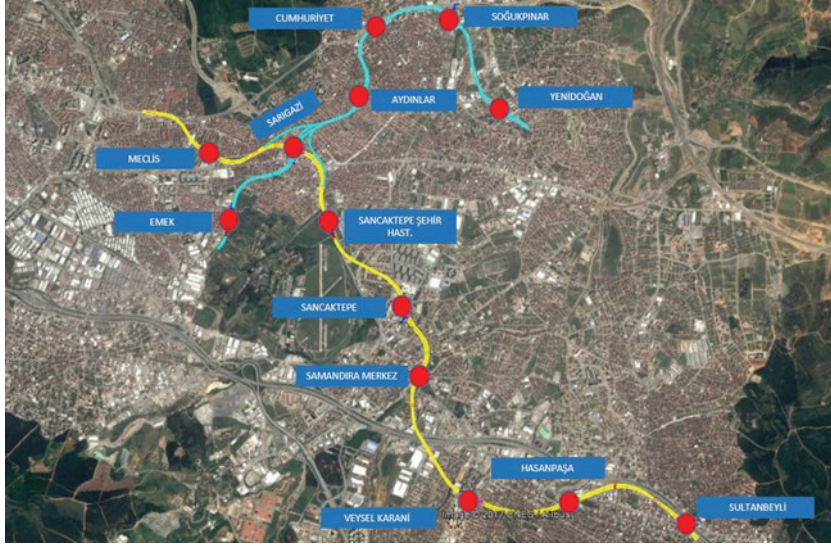 CUMHURİYET
SOĞUKPINAR
AYDINLAR
YENİDOĞAN
SARIGAZİ
MECLİS
EMEK
SANCAKTEPE ŞEHİR
HAST.
SANCAKTEPE
SAMANDIRA MERKEZ
HASANPAŞA
VEYSEL KARANİ
SULTANBEYLİ